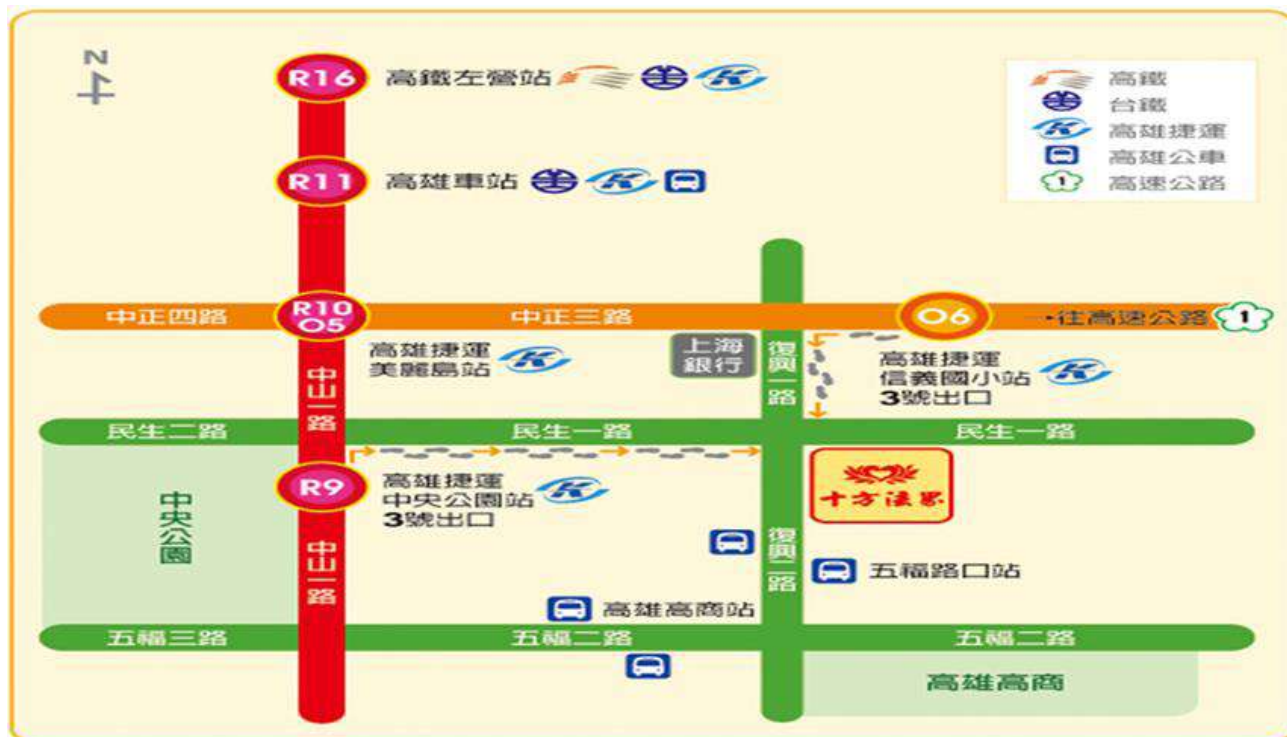 N
R16
高鐵左營站
高鐵
台鐵
高雄捷運
高雄公車
1 高速公路
R11
高雄車站
中正四路
R10
O5
中正三路
O6
往高速公路
1
高雄捷運
美麗島站
上海
銀行
復興一路
高雄捷運
信義國小站
3號出口
中山一路
民生二路
民生一路
民生一路
R9
高雄捷運
中央公園站
3號出口
十方法界
中央公園
中山一路
復興二路
五福路口站
高雄高商站
五福三路
五福二路
五福二路
高雄高商